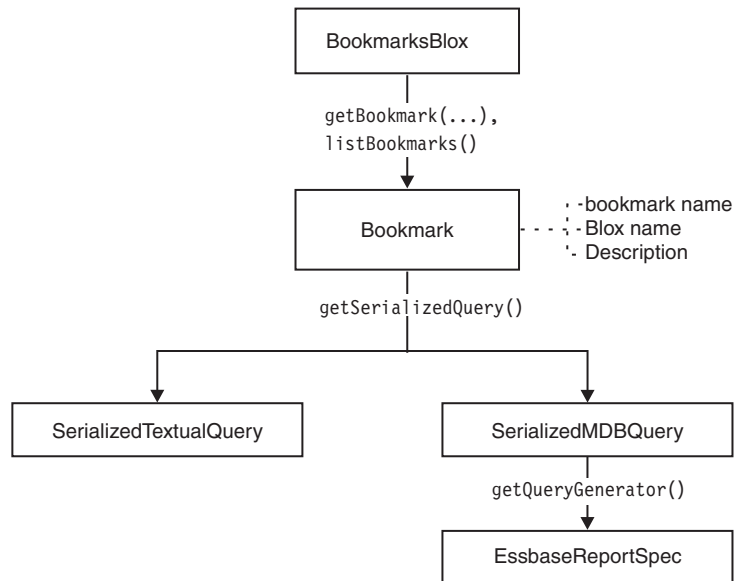 BookmarksBlox
getBookmark(...),
listBookmarks()
Bookmark
bookmark name
Blox name
Description
getSerializedQuery()
SerializedTextualQuery
SerializedMDBQuery
getQueryGenerator()
EssbaseReportSpec